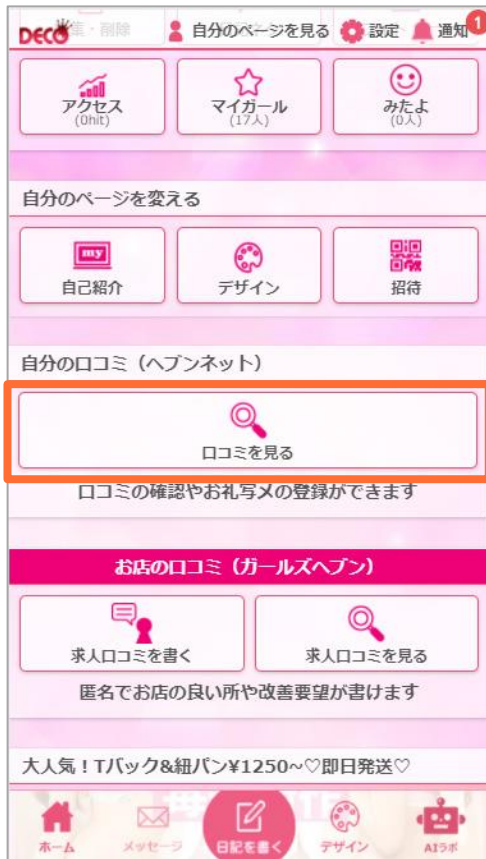 DECO
集・削除
自分のページを見る
設定
通知
1
アクセス
(0hit)
マイガール
(17人)
みたよ
(0人)
自分のページを変える
my
自己紹介
デザイン
招待
自分の口コミ（ヘブンネット）
口コミを見る
口コミの確認やお礼写メの登録ができます
お店の口コミ（ガールズヘブン）
求人口コミを書く
求人口コミを見る
匿名でお店の良い所や改善要望が書けます
大人気！Tバック&紐パン¥1250~♡即日発送♡
ホーム
メッセージ
日記を書く
デザイン
AIラボ